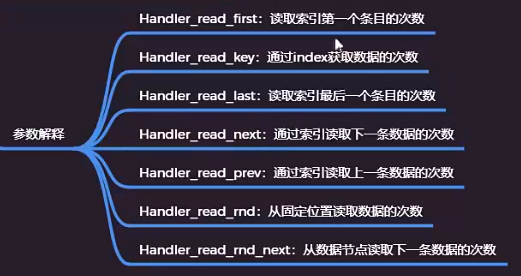 Handler_read_first：读取索引第一个条目的次数
Handler_read_key：通过index获取数据的次数
Handler_read_last：读取索引最后一个条目的次数
参数解释
Handler_read_next：通过索引读取下一条数据的次数
Handler_read_prev：通过索引读取上一条数据的次数
Handler_read_rnd：从固定位置读取数据的次数
Handler_read_rnd_next：从数据节点读取下一条数据的次数